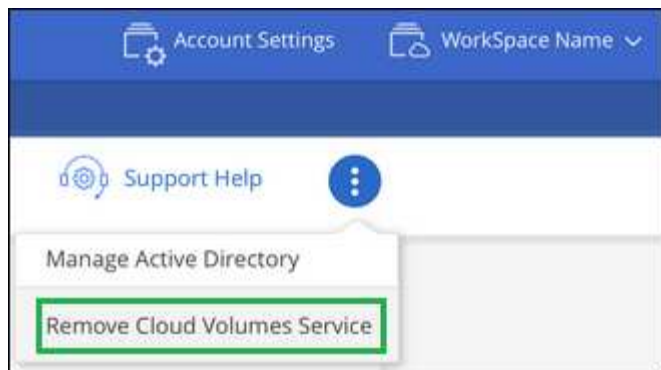 Account Settings
WorkSpace Name
Support Help
Manage Active Directory
Remove Cloud Volumes Service